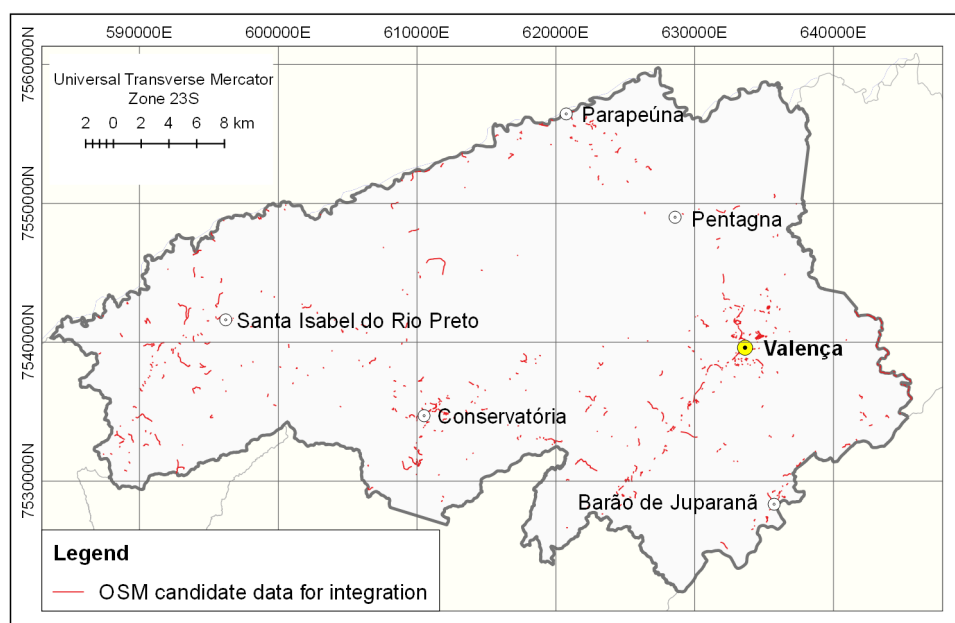 590000E 600000E 610000E 620000E 630000E 640000E
7560000N
7550000N
7540000N
7530000N
Universal Transverse Mercator
Zone 23S
2 0 2 4 6 8 km
Parapeúna
Pentagna
Santa Isabel do Rio Preto
Valença
Conservatória
Barão de Juparanã
Legend
OSM candidate data for integration